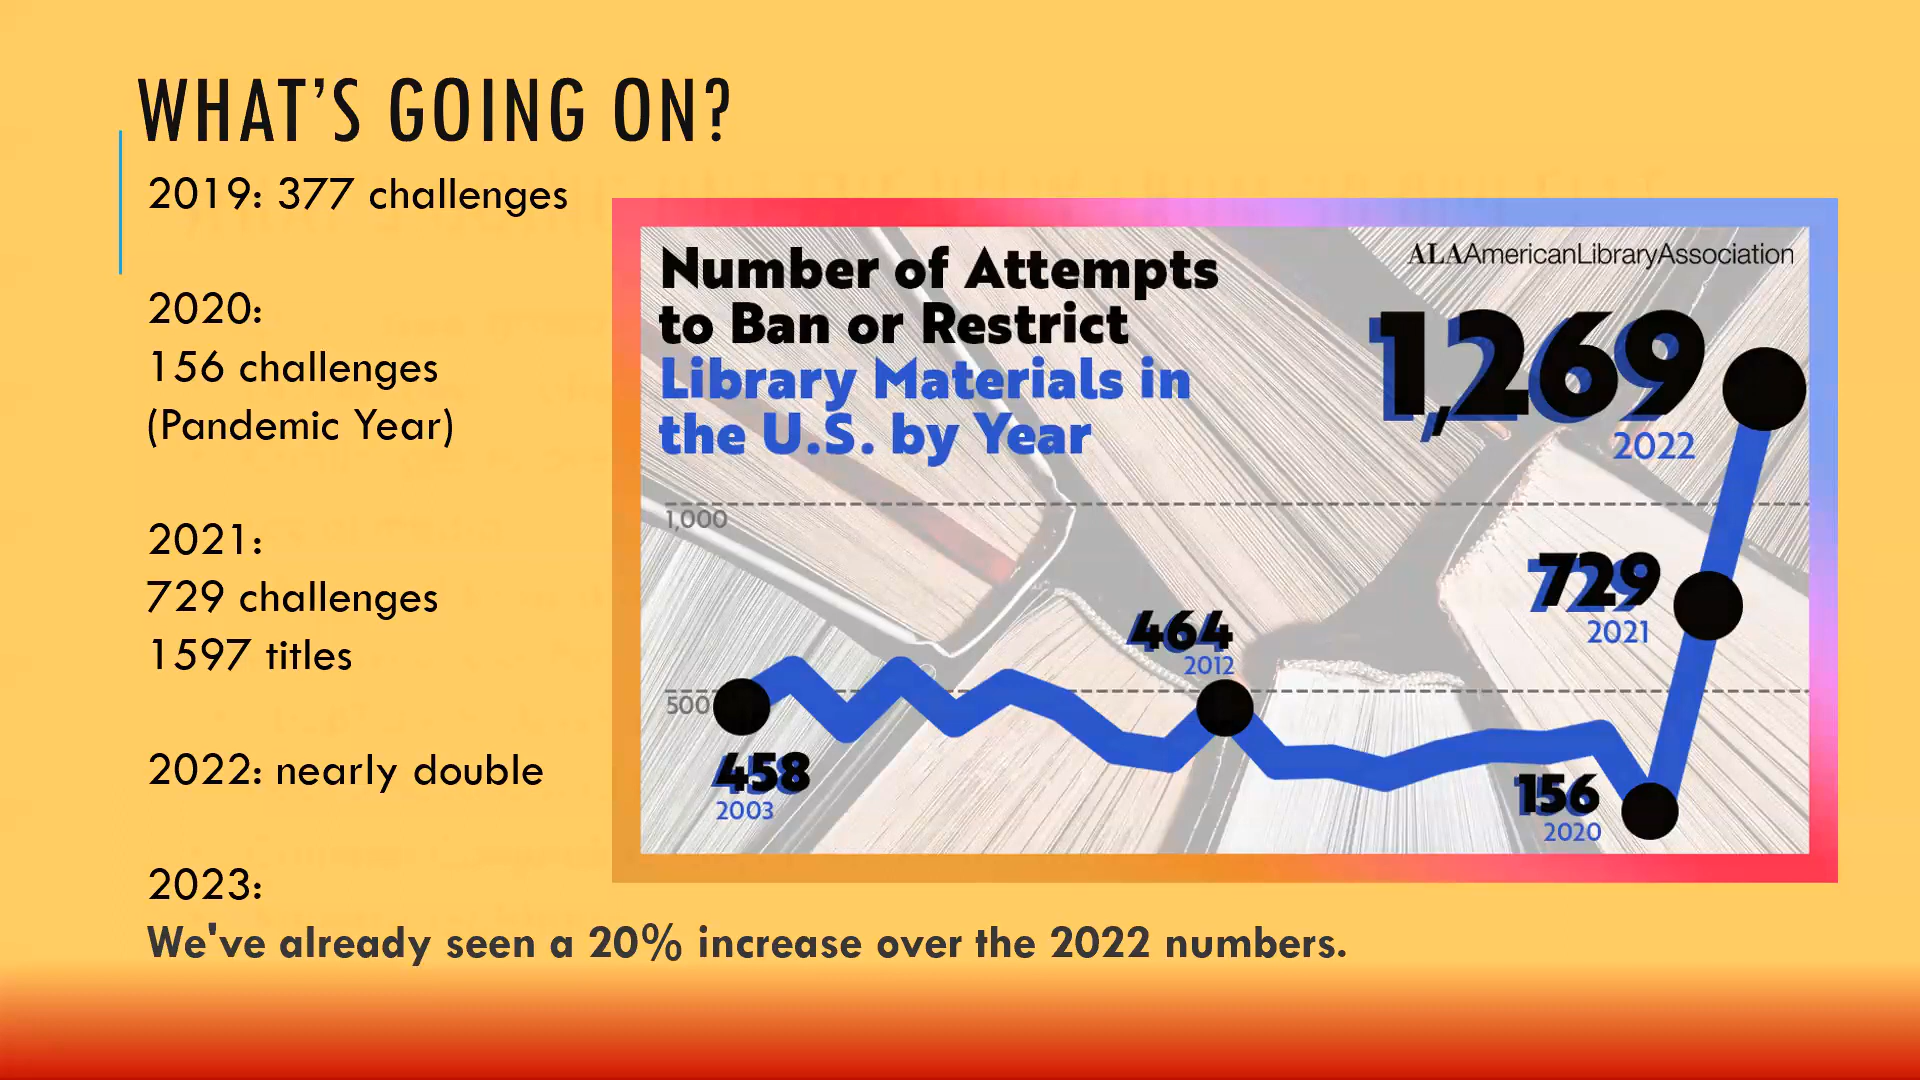 WHAT'S GOING ON?
2019: 377 challenges
2020:
156 challenges
(Pandemic Year)
2021:
729 challenges
1597 titles
2022: nearly double
2023:
We've already seen a 20% increase over the 2022 numbers.
Number of Attempts
to Ban or Restrict
Library Materials in
the U.S. by Year
ALAAmericanLibraryAssociation
1,269
2022
1,000
729
2021
464
2012
500
458
2003
156
2020